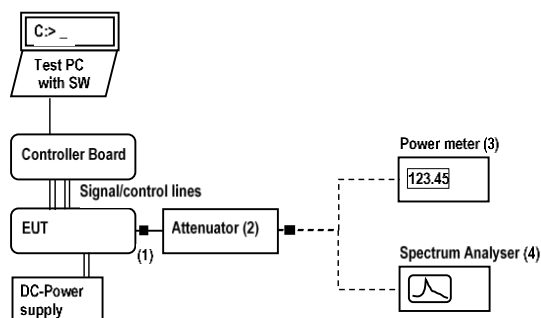 C:> _
Test PC
with SW
Controller Board
Signal/control lines
EUT
(1)
Attenuator (2)
Power meter (3)
123.45
Spectrum Analyser (4)
DC-Power
supply